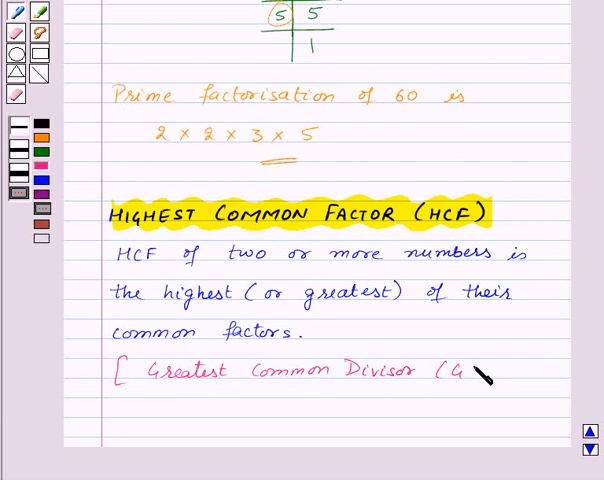 5 5
1
Prime factorisation of 60 is
2 × 2 × 3 × 5
HIGHEST COMMON FACTOR (HCF)
HCF of two or more numbers is
the highest (or greatest) of their
common factors.
[ Greatest Common Divisor (G